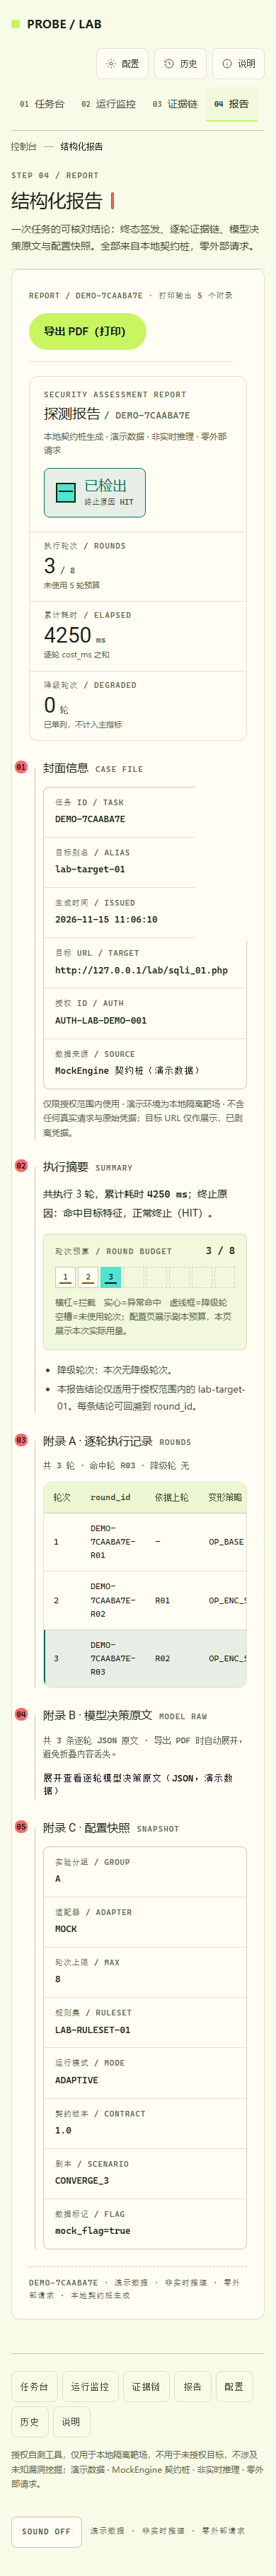 PROBE / LAB
配置
历史
说明
01 任务台
02 运行监控
03 证据链
04 报告
控制台 — 结构化报告
STEP 04 / REPORT
结构化报告
一次任务的可核对结论：终态签发、逐轮证据链、模型决
策原文与配置快照。全部来自本地契约桩，零外部请求。
REPORT / DEMO-7CAABA7E · 打印输出 5 个附录
导出 PDF（打印）
SECURITY ASSESSMENT REPORT
探测报告 / DEMO-7CAABA7E
本地契约桩生成 · 演示数据 · 非实时推理 · 零外部
请求
已检出
终止原因 HIT
执行轮次 / ROUNDS
3 / 8
未使用 5 轮预算
累计耗时 / ELAPSED
4250 ms
逐轮 cost_ms 之和
降级轮次 / DEGRADED
0 轮
已单列，不计入主指标
01 封面信息 CASE FILE
任务 ID / TASK
DEMO-7CAABA7E
目标别名 / ALIAS
lab-target-01
生成时间 / ISSUED
2026-11-15 11:06:10
目标 URL / TARGET
http://127.0.0.1/lab/sqli_01.php
授权 ID / AUTH
AUTH-LAB-DEMO-001
数据来源 / SOURCE
MockEngine 契约桩（演示数据）
仅限授权范围内使用 · 演示环境为本地隔离靶场 · 不含
任何真实请求与原始凭据；目标 URL 仅作展示，已剥
离凭据。
02 执行摘要 SUMMARY
共执行 3 轮，累计耗时 4250 ms；终止原
因：命中目标特征，正常终止（HIT）。
轮次预算 / ROUND BUDGET 3 / 8
1 2 3
横杠=拦截 实心=异常命中 虚线框=降级轮
空槽=未使用轮次；配置页展示副本预算，本页
展示本次实际用量。
• 降级轮次：本次无降级轮次。
• 本报告结论仅适用于授权范围内的 lab-target-
01。每条结论可回溯到 round_id。
03 附录 A · 逐轮执行记录 ROUNDS
共 3 轮 · 命中轮 R03 · 降级轮 无
轮次 round_id 依据上轮 变形策略
1 DEMO-7CAABA7E-R01 — OP_BASE
2 DEMO-7CAABA7E-R02 R01 OP_ENC_S
3 DEMO-7CAABA7E-R03 R02 OP_ENC_S
04 附录 B · 模型决策原文 MODEL RAW
共 3 条逐轮 JSON 原文 · 导出 PDF 时自动展开，
避免折叠内容丢失。
展开查看逐轮模型决策原文（JSON，演示数
据）
05 附录 C · 配置快照 SNAPSHOT
实验分组 / GROUP
A
适配器 / ADAPTER
MOCK
轮次上限 / MAX
8
规则集 / RULESET
LAB-RULESET-01
运行模式 / MODE
ADAPTIVE
契约版本 / CONTRACT
1.0
剧本 / SCENARIO
CONVERGE_3
数据标记 / FLAG
mock_flag=true
DEMO-7CAABA7E · 演示数据 · 非实时推理 · 零外
部请求 · 本地契约桩生成
任务台
运行监控
证据链
报告
配置
历史
说明
授权自测工具，仅用于本地隔离靶场，不用于未授权目标，不涉及
未知漏洞挖掘；演示数据 · MockEngine 契约桩 · 非实时推理 · 零外
部请求。
SOUND OFF
演示数据 · 非实时推理 · 零外部请求